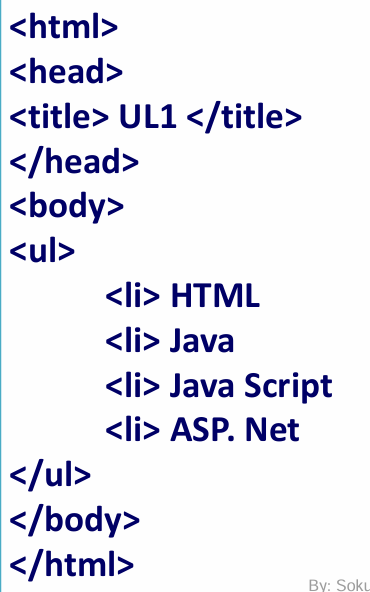 <html>
<head>
<title> UL1 </title>
</head>
<body>
<ul>
<li> HTML
<li> Java
<li> Java Script
<li> ASP. Net
</ul>
</body>
</html>
By: Soku